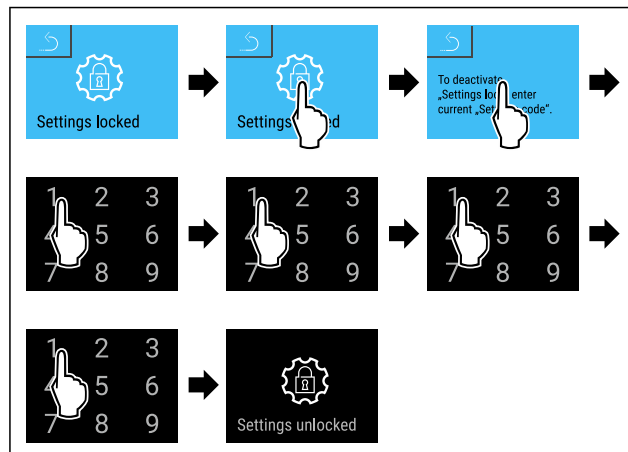 Settings locked
Settings
To deactivate
„Settings enter
current code".
1 2 3
5 6
7 8 9
1 2 3
5 6
7 8 9
1 2 3
5 6
7 8 9
1 2 3
5 6
7 8 9
Settings unlocked